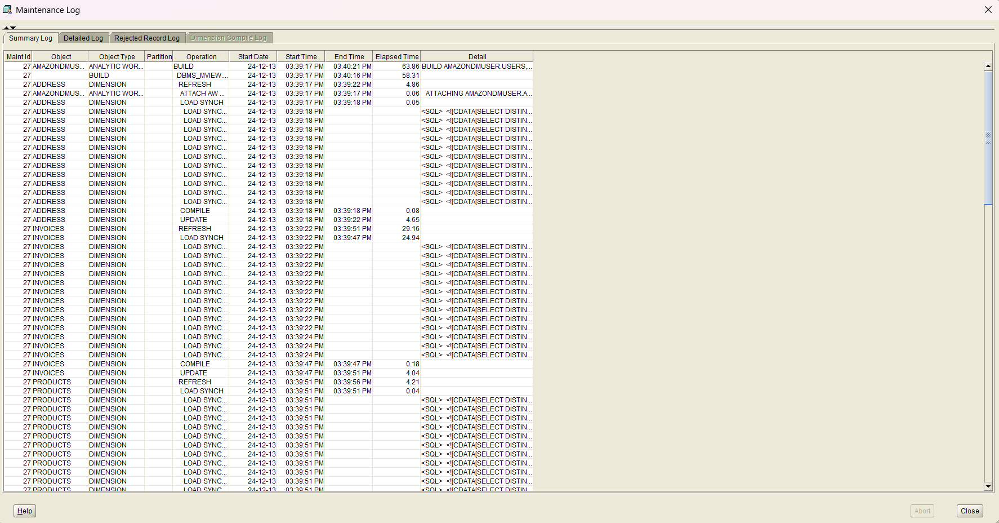 Maintenance Log
Summary Log Detailed Log Rejected Record Log Dimension Compile Log
Maint Id Object Object Type Partition Operation Start Date Start Time End Time Elapsed Time Detail
27 AMAZONDMUS... ANALYTIC WOR... BUILD 24-12-13 03:39:17 PM 03:40:21 PM 63.86 BUILD AMAZONDMUSER.USERS,...
27 BUILD DBMS_MVIEW.... 24-12-13 03:39:17 PM 03:40:16 PM 58.31
27 ADDRESS DIMENSION REFRESH 24-12-13 03:39:17 PM 03:39:22 PM 4.86
27 AMAZONDMUS... ANALYTIC WOR... ATTACH AW ... 24-12-13 03:39:17 PM 03:39:17 PM 0.06 ATTACHING AMAZONDMUSER.A...
27 ADDRESS DIMENSION LOAD SYNCH 24-12-13 03:39:17 PM 03:39:18 PM 0.05
27 ADDRESS DIMENSION LOAD SYNC... 24-12-13 03:39:18 PM <SQL> <![CDATA[SELECT DISTIN...
27 ADDRESS DIMENSION LOAD SYNC... 24-12-13 03:39:18 PM <SQL> <![CDATA[SELECT DISTIN...
27 ADDRESS DIMENSION LOAD SYNC... 24-12-13 03:39:18 PM <SQL> <![CDATA[SELECT DISTIN...
27 ADDRESS DIMENSION LOAD SYNC... 24-12-13 03:39:18 PM <SQL> <![CDATA[SELECT DISTIN...
27 ADDRESS DIMENSION LOAD SYNC... 24-12-13 03:39:18 PM <SQL> <![CDATA[SELECT DISTIN...
27 ADDRESS DIMENSION LOAD SYNC... 24-12-13 03:39:18 PM <SQL> <![CDATA[SELECT DISTIN...
27 ADDRESS DIMENSION LOAD SYNC... 24-12-13 03:39:18 PM <SQL> <![CDATA[SELECT DISTIN...
27 ADDRESS DIMENSION LOAD SYNC... 24-12-13 03:39:18 PM <SQL> <![CDATA[SELECT DISTIN...
27 ADDRESS DIMENSION LOAD SYNC... 24-12-13 03:39:18 PM <SQL> <![CDATA[SELECT DISTIN...
27 ADDRESS DIMENSION LOAD SYNC... 24-12-13 03:39:18 PM <SQL> <![CDATA[SELECT DISTIN...
27 ADDRESS DIMENSION LOAD SYNC... 24-12-13 03:39:18 PM <SQL> <![CDATA[SELECT DISTIN...
27 ADDRESS DIMENSION COMPILE 24-12-13 03:39:18 PM 03:39:18 PM 0.08
27 ADDRESS DIMENSION UPDATE 24-12-13 03:39:18 PM 03:39:22 PM 4.65
27 INVOICES DIMENSION REFRESH 24-12-13 03:39:22 PM 03:39:51 PM 29.16
27 INVOICES DIMENSION LOAD SYNCH 24-12-13 03:39:22 PM 03:39:47 PM 24.94
27 INVOICES DIMENSION LOAD SYNC... 24-12-13 03:39:22 PM <SQL> <![CDATA[SELECT DISTIN...
27 INVOICES DIMENSION LOAD SYNC... 24-12-13 03:39:22 PM <SQL> <![CDATA[SELECT DISTIN...
27 INVOICES DIMENSION LOAD SYNC... 24-12-13 03:39:22 PM <SQL> <![CDATA[SELECT DISTIN...
27 INVOICES DIMENSION LOAD SYNC... 24-12-13 03:39:22 PM <SQL> <![CDATA[SELECT DISTIN...
27 INVOICES DIMENSION LOAD SYNC... 24-12-13 03:39:22 PM <SQL> <![CDATA[SELECT DISTIN...
27 INVOICES DIMENSION LOAD SYNC... 24-12-13 03:39:22 PM <SQL> <![CDATA[SELECT DISTIN...
27 INVOICES DIMENSION LOAD SYNC... 24-12-13 03:39:22 PM <SQL> <![CDATA[SELECT DISTIN...
27 INVOICES DIMENSION LOAD SYNC... 24-12-13 03:39:22 PM <SQL> <![CDATA[SELECT DISTIN...
27 INVOICES DIMENSION LOAD SYNC... 24-12-13 03:39:22 PM <SQL> <![CDATA[SELECT DISTIN...
27 INVOICES DIMENSION LOAD SYNC... 24-12-13 03:39:22 PM <SQL> <![CDATA[SELECT DISTIN...
27 INVOICES DIMENSION LOAD SYNC... 24-12-13 03:39:24 PM <SQL> <![CDATA[SELECT DISTIN...
27 INVOICES DIMENSION LOAD SYNC... 24-12-13 03:39:24 PM <SQL> <![CDATA[SELECT DISTIN...
27 INVOICES DIMENSION LOAD SYNC... 24-12-13 03:39:24 PM <SQL> <![CDATA[SELECT DISTIN...
27 INVOICES DIMENSION COMPILE 24-12-13 03:39:47 PM 03:39:47 PM 0.18
27 INVOICES DIMENSION UPDATE 24-12-13 03:39:47 PM 03:39:51 PM 4.04
27 PRODUCTS DIMENSION REFRESH 24-12-13 03:39:51 PM 03:39:56 PM 4.21
27 PRODUCTS DIMENSION LOAD SYNCH 24-12-13 03:39:51 PM 03:39:51 PM 0.04
27 PRODUCTS DIMENSION LOAD SYNC... 24-12-13 03:39:51 PM <SQL> <![CDATA[SELECT DISTIN...
27 PRODUCTS DIMENSION LOAD SYNC... 24-12-13 03:39:51 PM <SQL> <![CDATA[SELECT DISTIN...
27 PRODUCTS DIMENSION LOAD SYNC... 24-12-13 03:39:51 PM <SQL> <![CDATA[SELECT DISTIN...
27 PRODUCTS DIMENSION LOAD SYNC... 24-12-13 03:39:51 PM <SQL> <![CDATA[SELECT DISTIN...
27 PRODUCTS DIMENSION LOAD SYNC... 24-12-13 03:39:51 PM <SQL> <![CDATA[SELECT DISTIN...
27 PRODUCTS DIMENSION LOAD SYNC... 24-12-13 03:39:51 PM <SQL> <![CDATA[SELECT DISTIN...
27 PRODUCTS DIMENSION LOAD SYNC... 24-12-13 03:39:51 PM <SQL> <![CDATA[SELECT DISTIN...
27 PRODUCTS DIMENSION LOAD SYNC... 24-12-13 03:39:51 PM <SQL> <![CDATA[SELECT DISTIN...
27 PRODUCTS DIMENSION LOAD SYNC... 24-12-13 03:39:51 PM <SQL> <![CDATA[SELECT DISTIN...
27 PRODUCTS DIMENSION LOAD SYNC... 24-12-13 03:39:51 PM <SQL> <![CDATA[SELECT DISTIN...
27 PRODUCTS DIMENSION LOAD SYNC... 24-12-13 03:39:51 PM <SQL> <![CDATA[SELECT DISTIN...
Help Abort Close